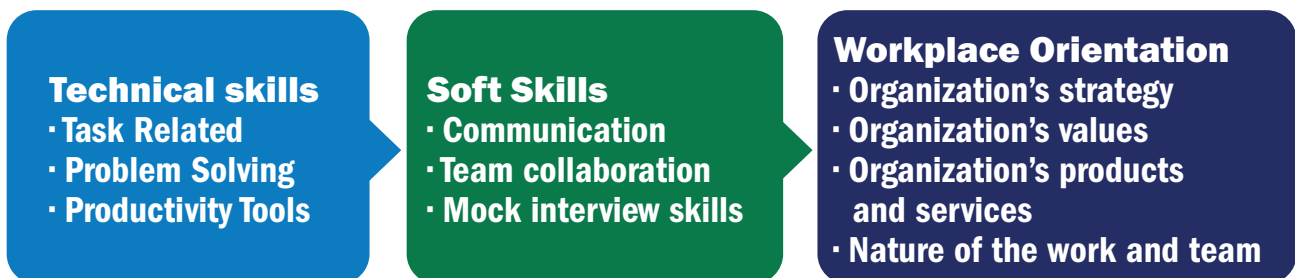 Technical skills
· Task Related
· Problem Solving
· Productivity Tools
Soft Skills
· Communication
· Team collaboration
· Mock interview skills
Workplace Orientation
· Organization’s strategy
· Organization’s values
· Organization’s products
and services
· Nature of the work and team